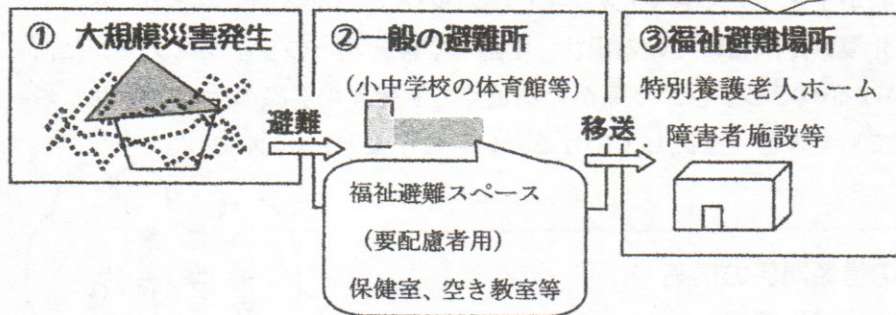 ① 大規模災害発生
避難
②一般の避難所
(小中学校の体育館等)
福祉避難スペース
(要配慮者用)
保健室、空き教室等
移送
③福祉避難場所
特別養護老人ホーム
障害者施設等